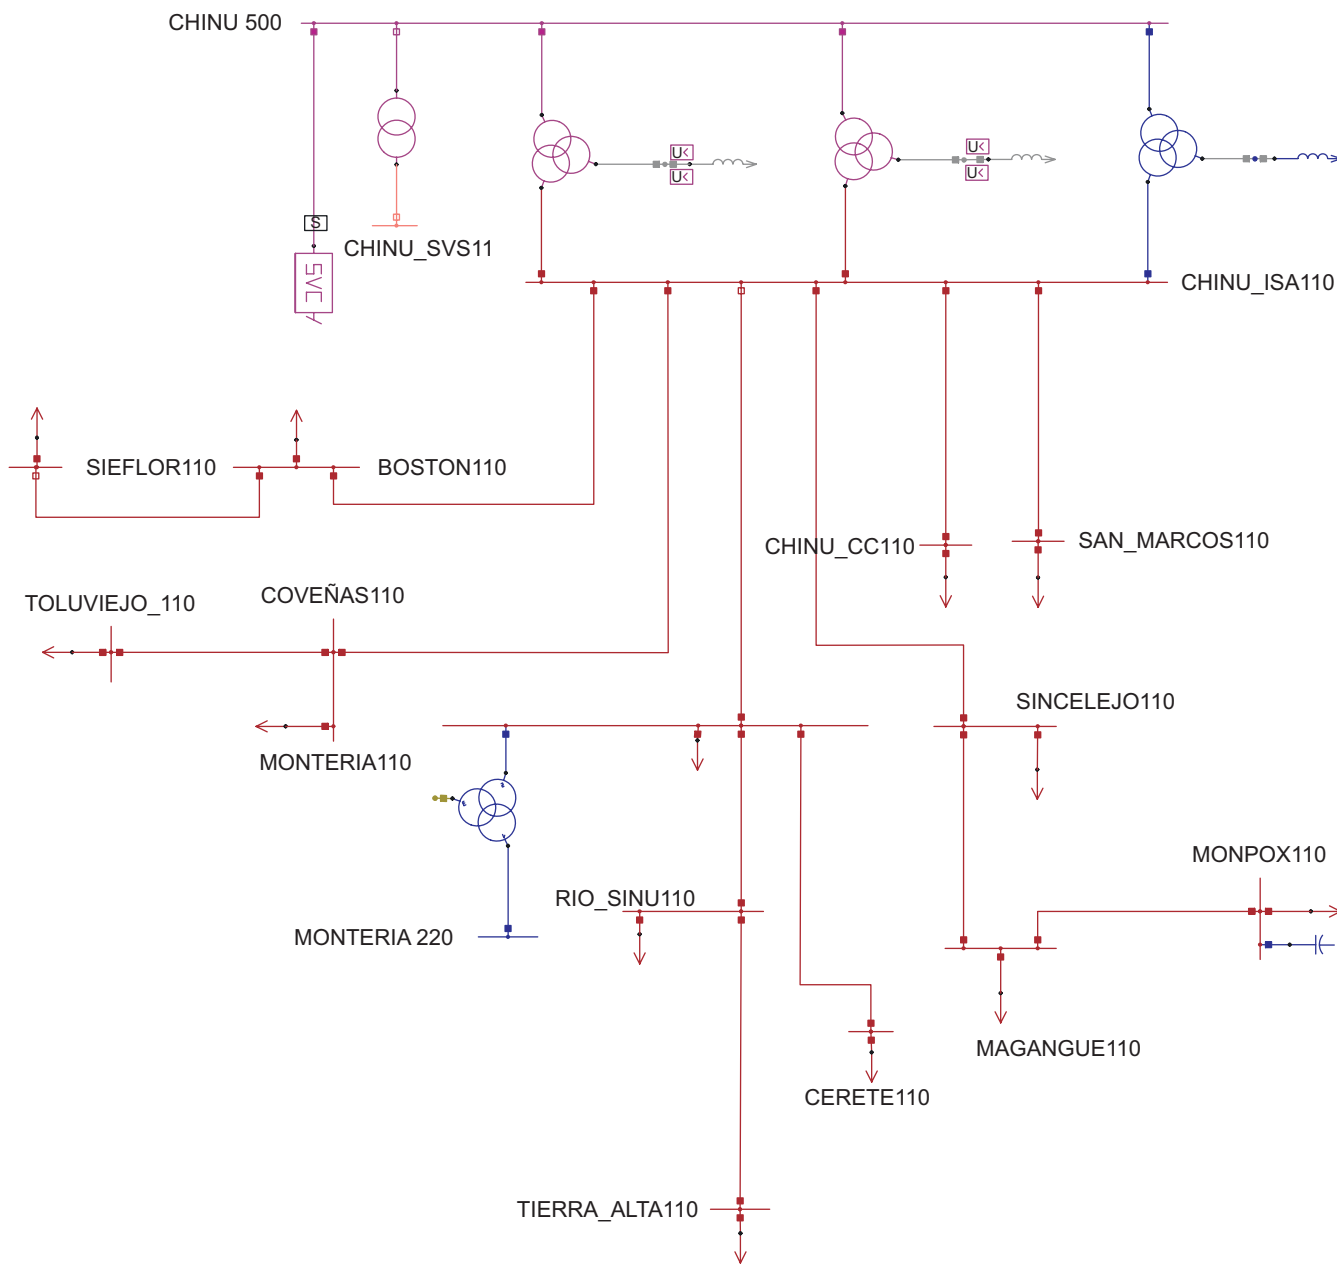 CHINU 500
U<
U<
U<
U<
S
CHINU_SVS11
SVC
CHINU_ISA110
SIEFLOR110
BOSTON110
CHINU_CC110
SAN_MARCOS110
TOLUVIEJO_110
COVEÑAS110
SINCELEJO110
MONTERIA110
MONPOX110
RIO_SINU110
MONTERIA 220
MAGANGUE110
CERETE110
TIERRA_ALTA110